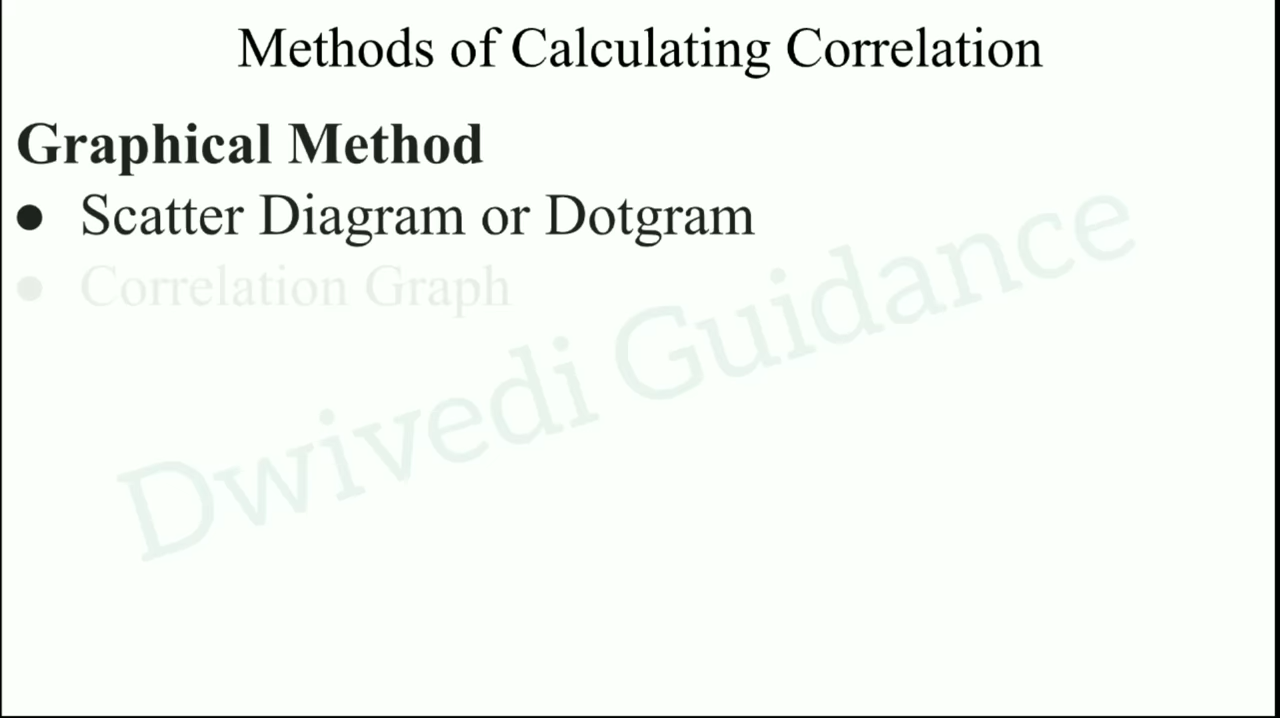 Methods of Calculating Correlation
Graphical Method
● Scatter Diagram or Dotgram
● Correlation Graph
Dwivedi Guidance